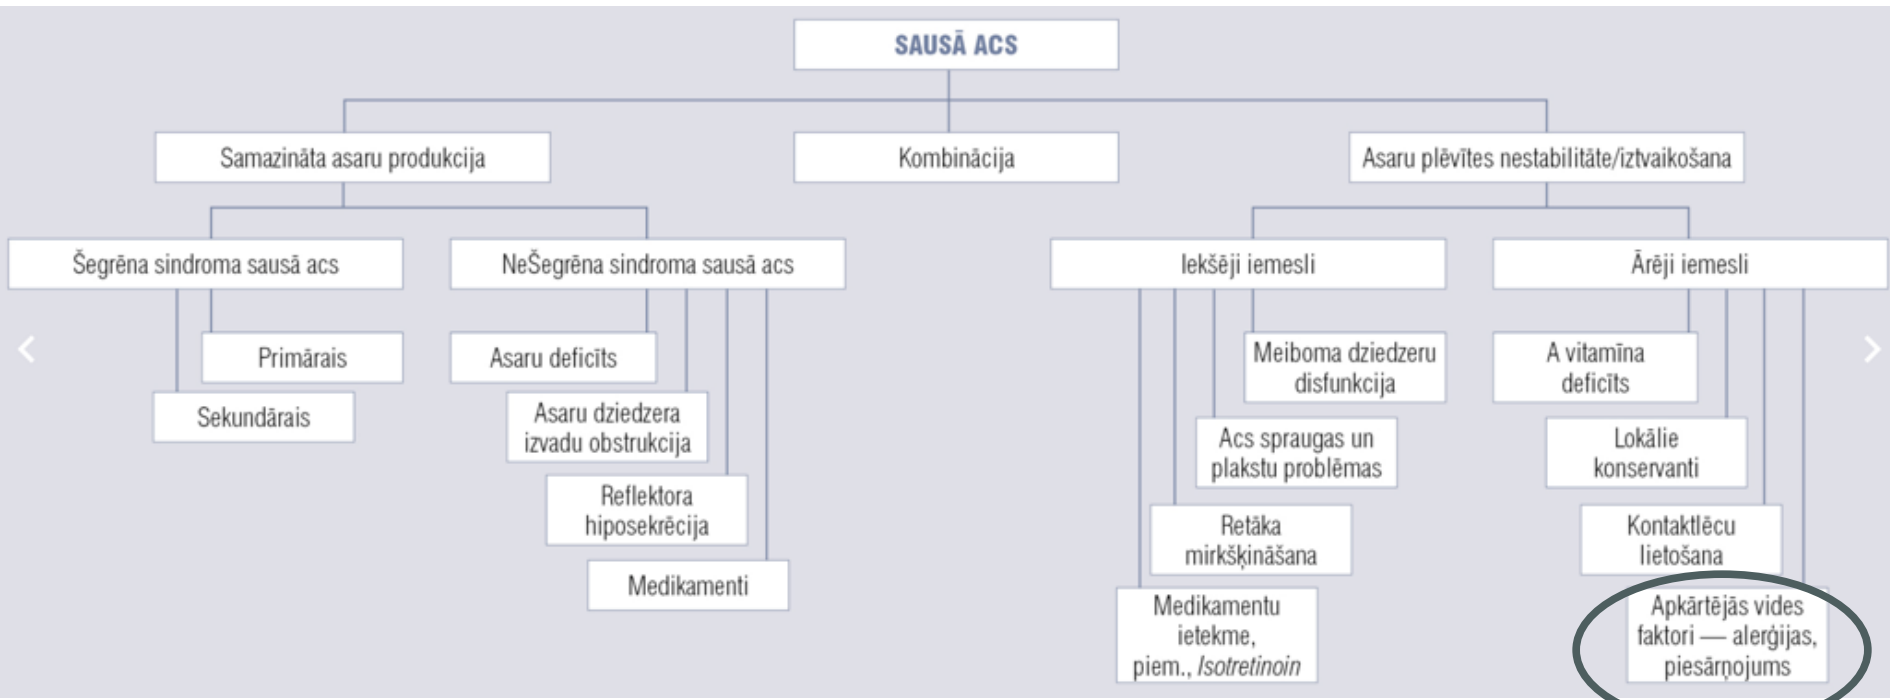 SAUSĀ ACS
Samazināta asaru produkcija
Kombinācija
Asaru plēvītes nestabilitāte/iztvaikošana
Šegrēna sindroma sausā acs
NeŠegrēna sindroma sausā acs
Iekšēji iemesli
Ārēji iemesli
Primārais
Sekundārais
Asaru deficīts
Asaru dziedzera
izvadu obstrukcija
Reflektora
hiposekrēcija
Medikamenti
Meiboma dziedzeru
disfunkcija
Acs spraugas un
plakstu problēmas
Retāka
mirkšķināšana
Medikamentu
ietekme,
piem., Isotretinoin
A vitamīna
deficīts
Lokālie
konservanti
Kontaktlēcu
lietošana
Apkārtējās vides
faktori — alerģijas,
piesārņojums